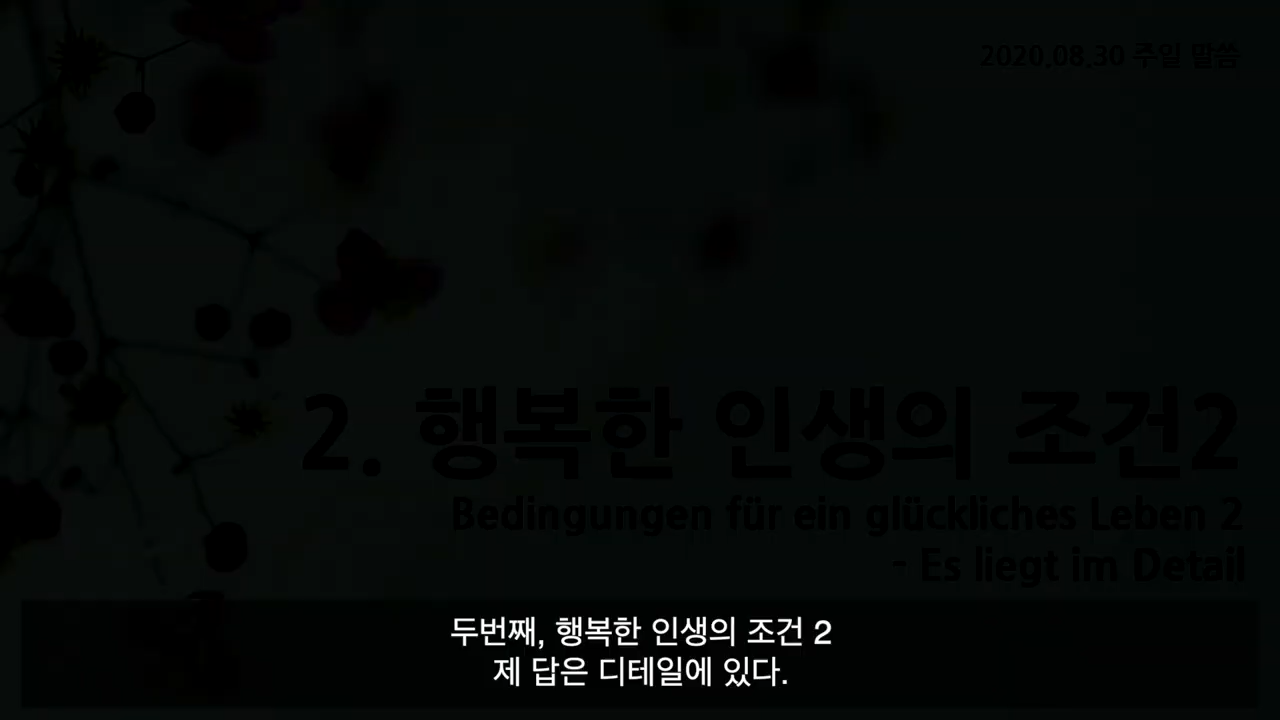 2020.08.30 주일 말씀
2. 행복한 인생의 조건2
Bedingungen für ein glückliches Leben 2
- Es liegt im Detail
두번째, 행복한 인생의 조건 2
제 답은 디테일에 있다.